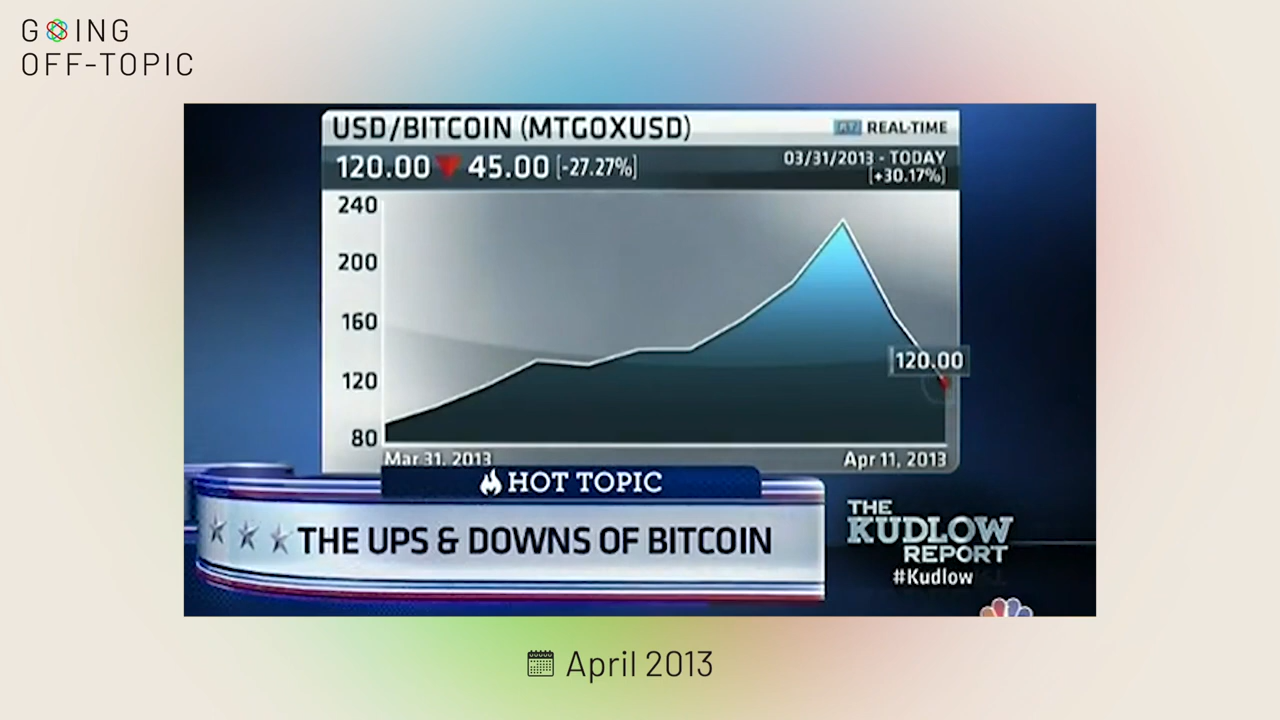 GOING
OFF-TOPIC
USD/BITCOIN (MTGOXUSD)
RT REAL-TIME
120.00 ▼ 45.00 [-27.27%]
03/31/2013 - TODAY
[+30.17%]
240
200
160
120
80
120.00
Mar 31, 2013
Apr 11, 2013
HOT TOPIC
THE UPS & DOWNS OF BITCOIN
THE
KUDLOW
REPORT
#Kudlow
April 2013